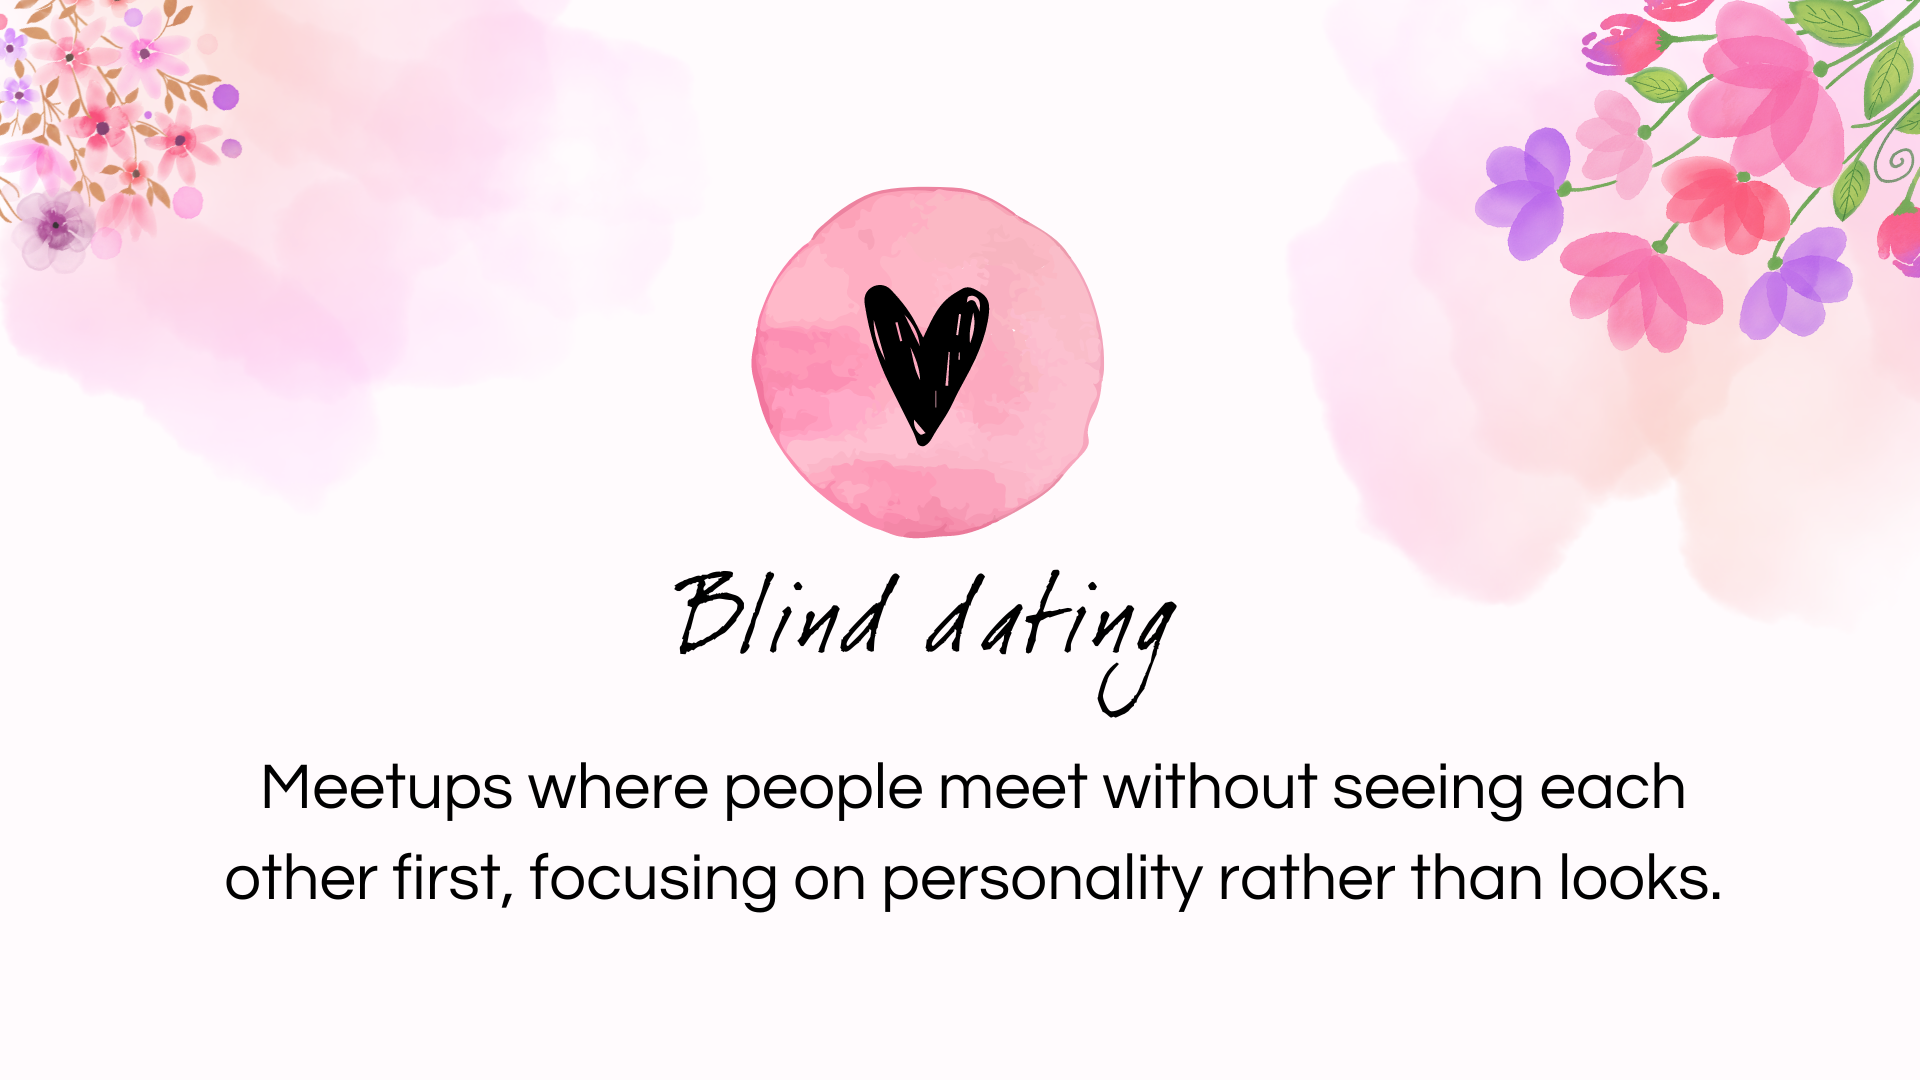 Blind dating
Meetups where people meet without seeing each
other first, focusing on personality rather than looks.